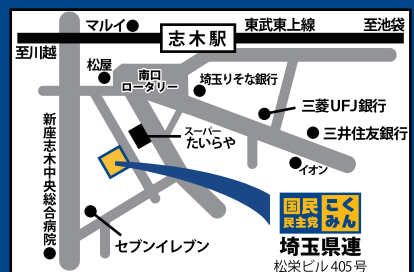 マルイ
志木駅
東武東上線
至池袋
至川越
松屋
南口
ロータリー
埼玉りそな銀行
三菱UFJ銀行
三井住友銀行
スーパー
たいらや
イオン
新座志木中央総合病院
セブンイレブン
国民
民主党
こく
みん
埼玉県連
松栄ビル405号